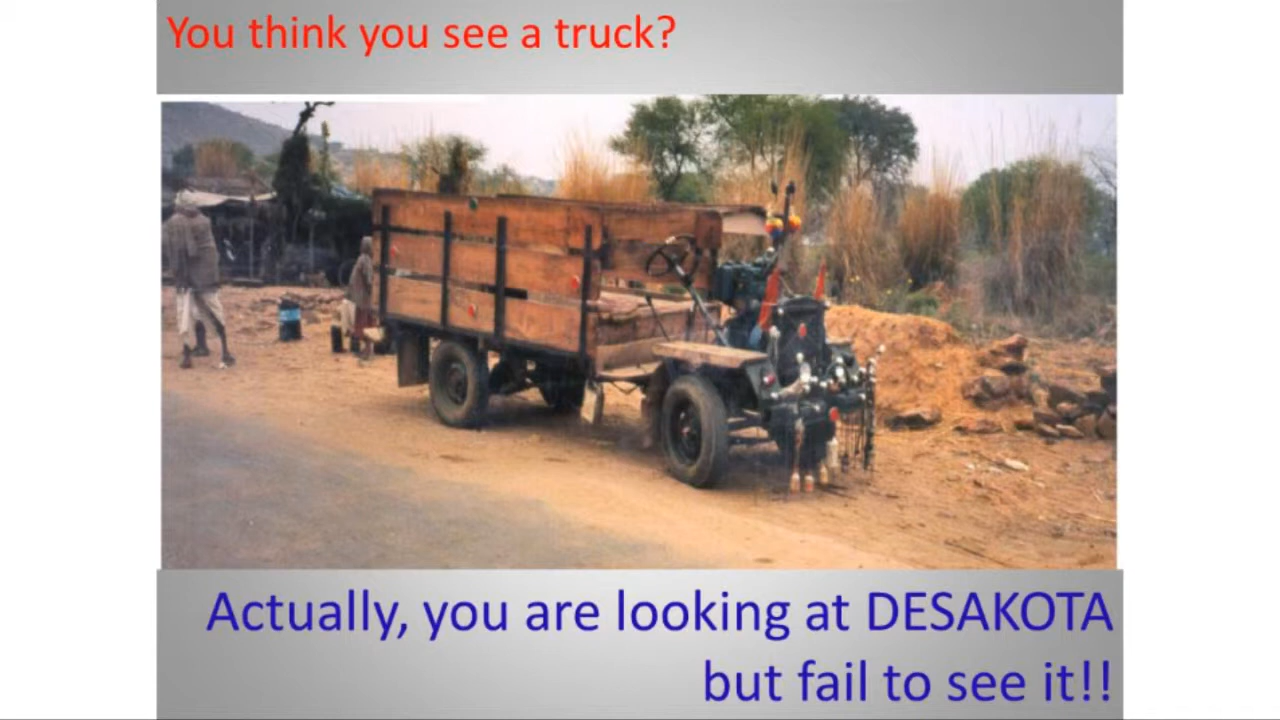 You think you see a truck?
Actually, you are looking at DESAKOTA
but fail to see it!!